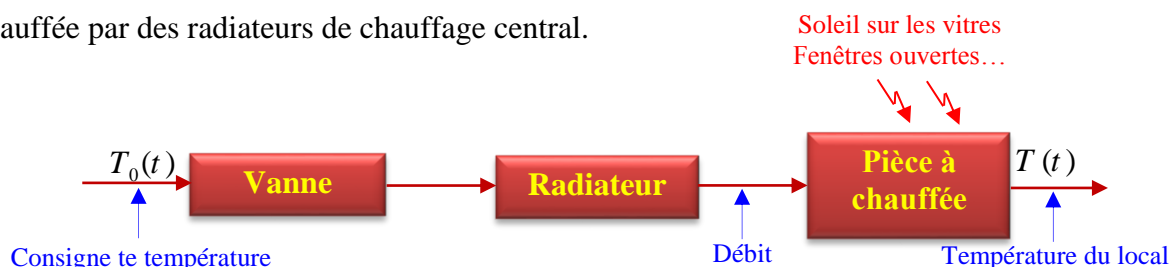 auffée par des radiateurs de chauffage central.
Soleil sur les vitres
Fenêtres ouvertes…
T₀(t)
Vanne
Radiateur
Pièce à
chauffée
T (t)
Consigne te température
Débit
Température du local